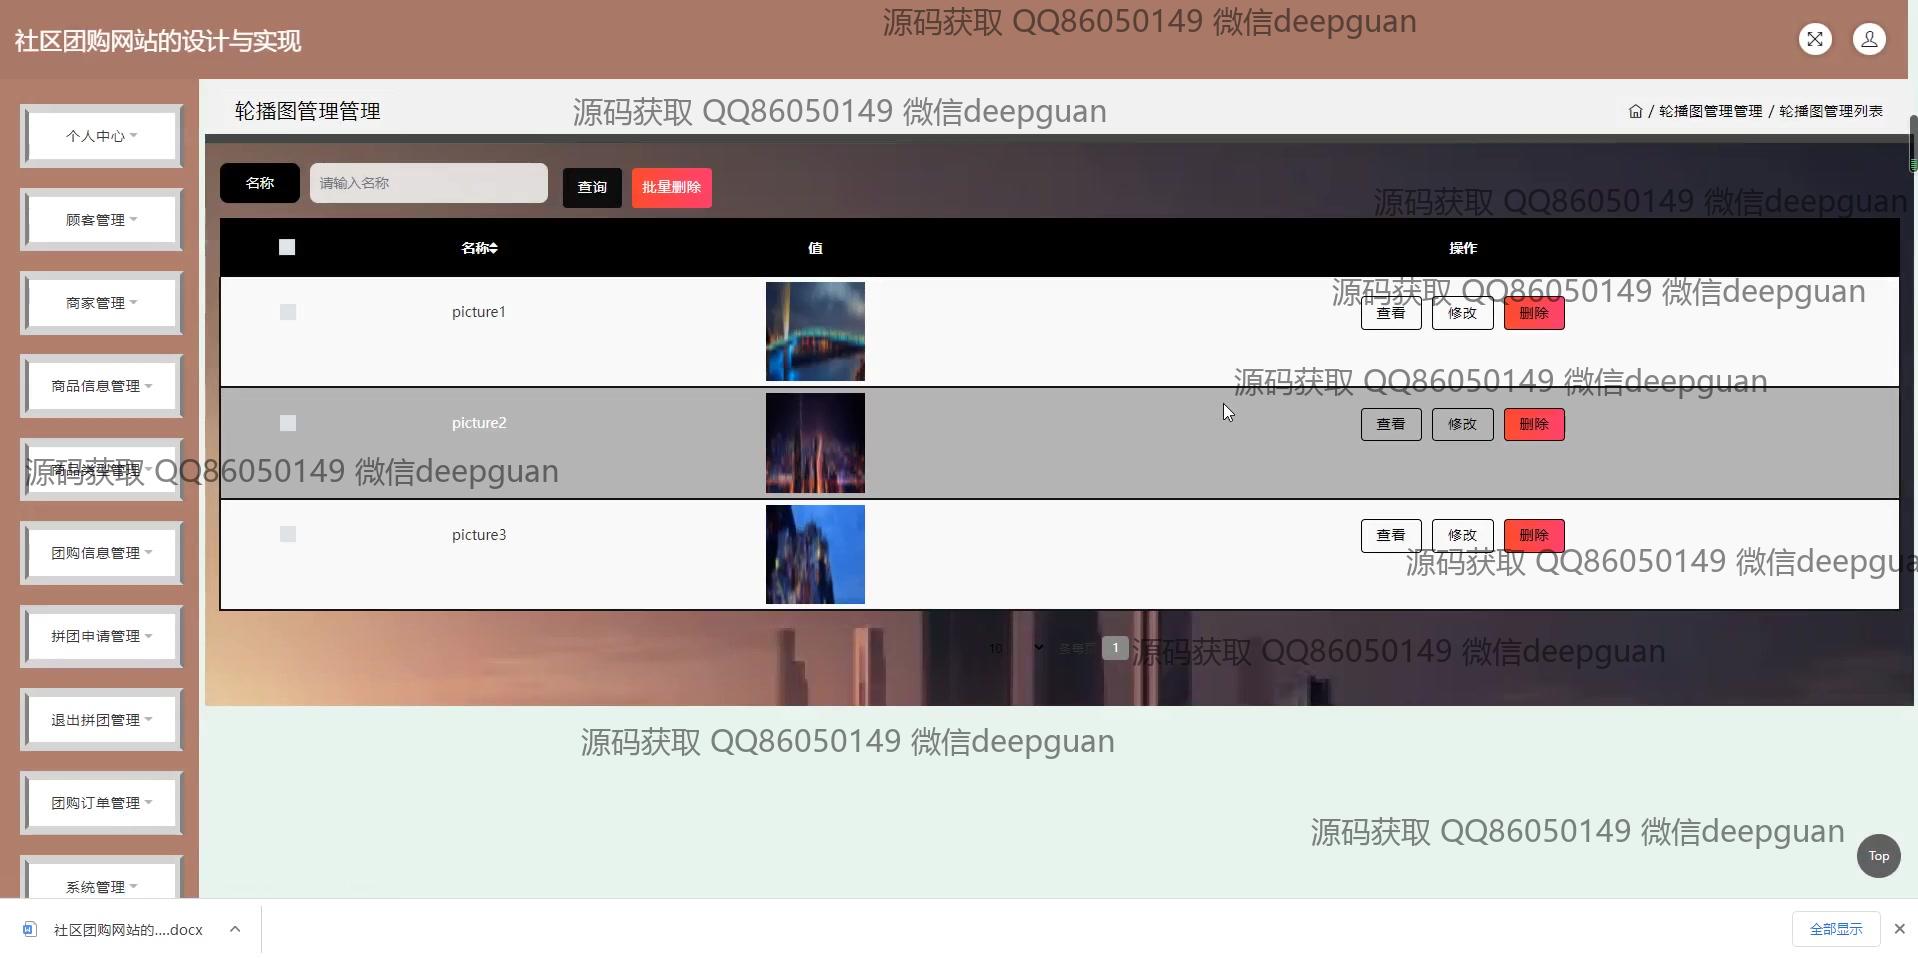 源码获取 QQ86050149 微信deepguan
社区团购网站的设计与实现
轮播图管理管理
源码获取 QQ86050149 微信deepguan
/ 轮播图管理管理 / 轮播图管理列表
个人中心
名称 请输入名称 查询 批量删除
源码获取 QQ86050149 微信deepguan
顾客管理
名称 值 操作
源码获取 QQ86050149 微信deepguan
商家管理
picture1 查看 修改 删除
源码获取 QQ86050149 微信deepguan
商品信息管理
picture2 查看 修改 删除
商品类型管理
源码获取 QQ86050149 微信deepguan
picture3 查看 修改 删除
团购信息管理
源码获取 QQ86050149 微信deepgua
拼团申请管理
10 条每页 1
源码获取 QQ86050149 微信deepguan
退出拼团管理
源码获取 QQ86050149 微信deepguan
团购订单管理
源码获取 QQ86050149 微信deepguan
Top
系统管理
社区团购网站的....docx
全部显示